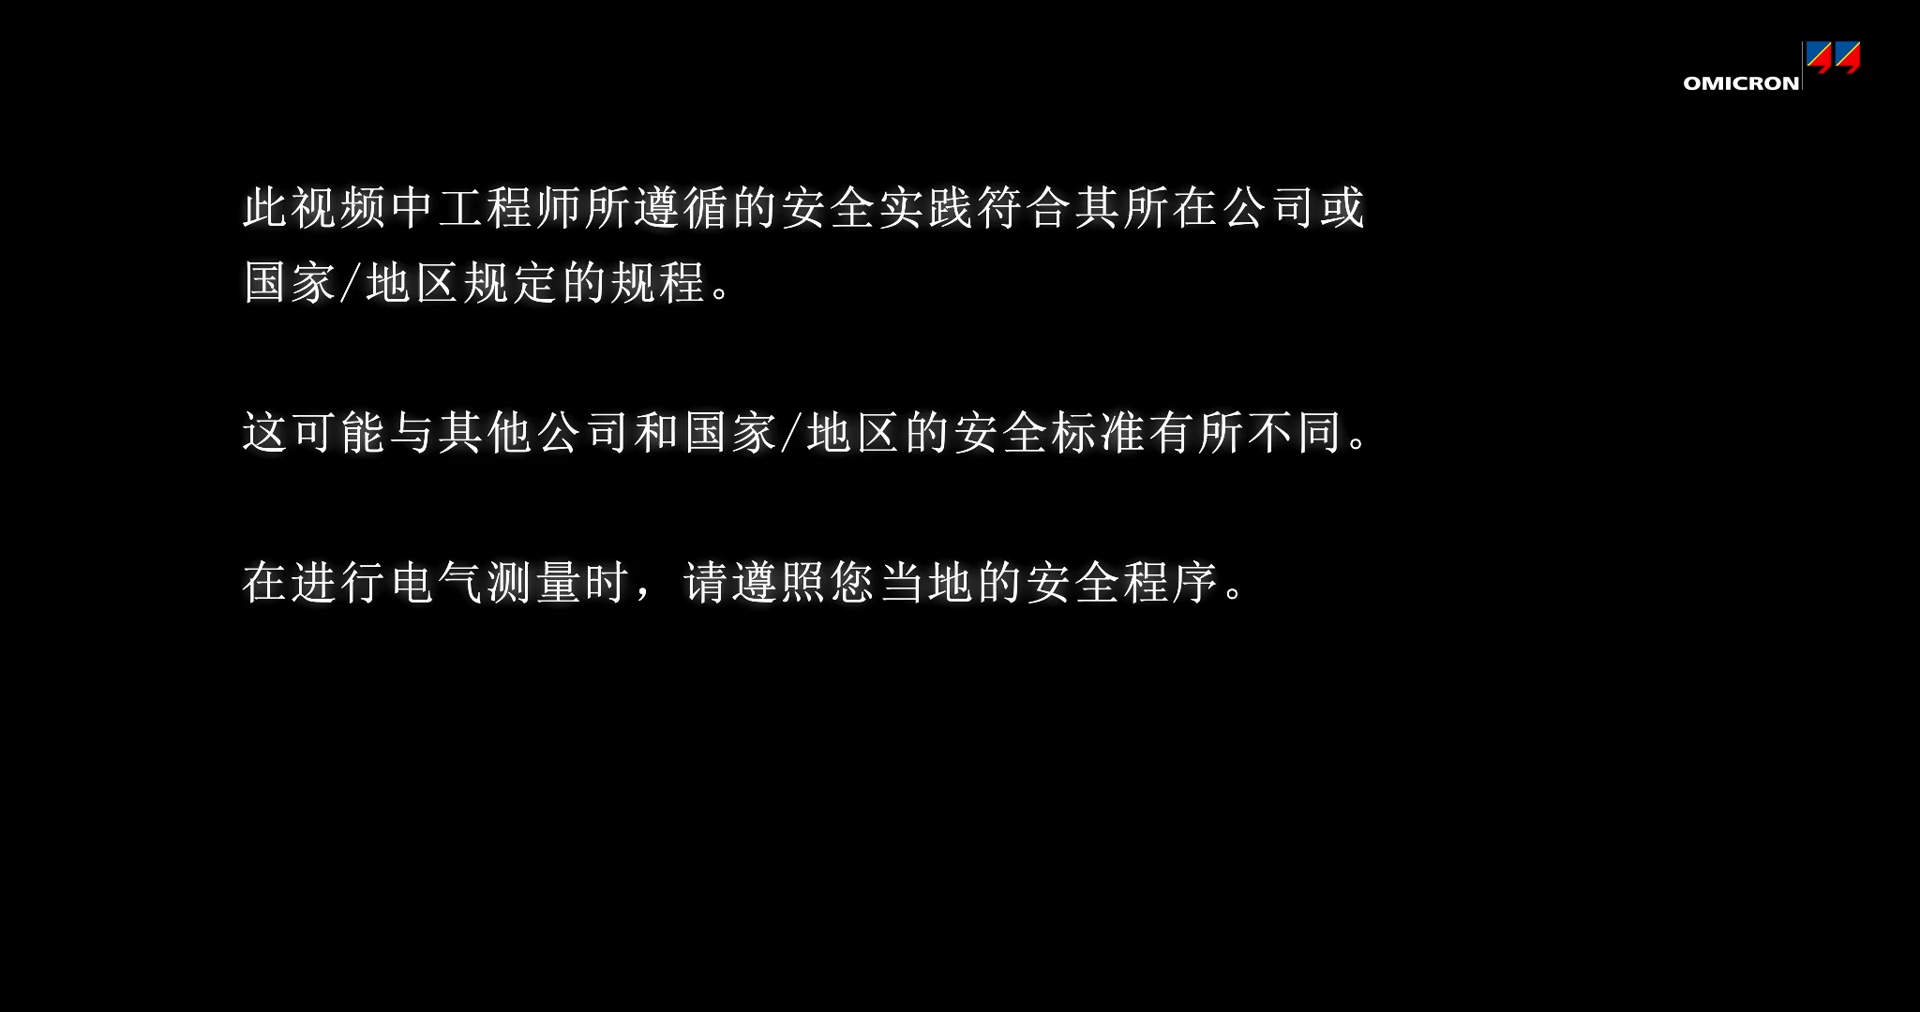 OMICRON
此视频中工程师所遵循的安全实践符合其所在公司或
国家/地区规定的规程。
这可能与其他公司和国家/地区的安全标准有所不同。
在进行电气测量时，请遵照您当地的安全程序。